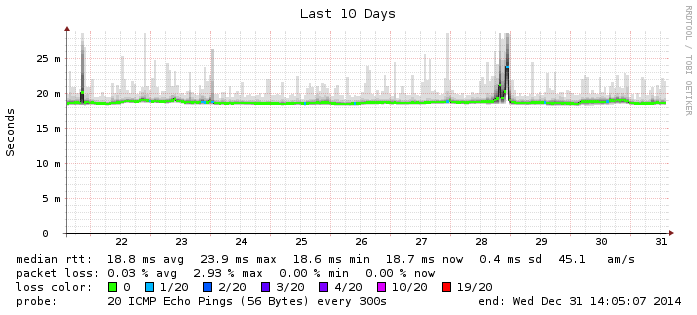 Last 10 Days
RRDTOOL / TOBI OETIKER
Seconds
25 m
20 m
15 m
10 m
5 m
0
22 23 24 25 26 27 28 29 30 31
median rtt: 18.8 ms avg 23.9 ms max 18.6 ms min 18.7 ms now 0.4 ms sd 45.1 am/s
packet loss: 0.03 % avg 2.93 % max 0.00 % min 0.00 % now
loss color: 0 1/20 2/20 3/20 4/20 10/20 19/20
probe: 20 ICMP Echo Pings (56 Bytes) every 300s end: Wed Dec 31 14:05:07 2014